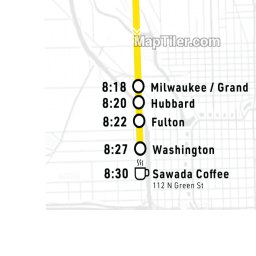 MapTiler.com
8:18 Milwaukee / Grand
8:20 Hubbard
8:22 Fulton
8:27 Washington
8:30 Sawada Coffee
112 N Green St